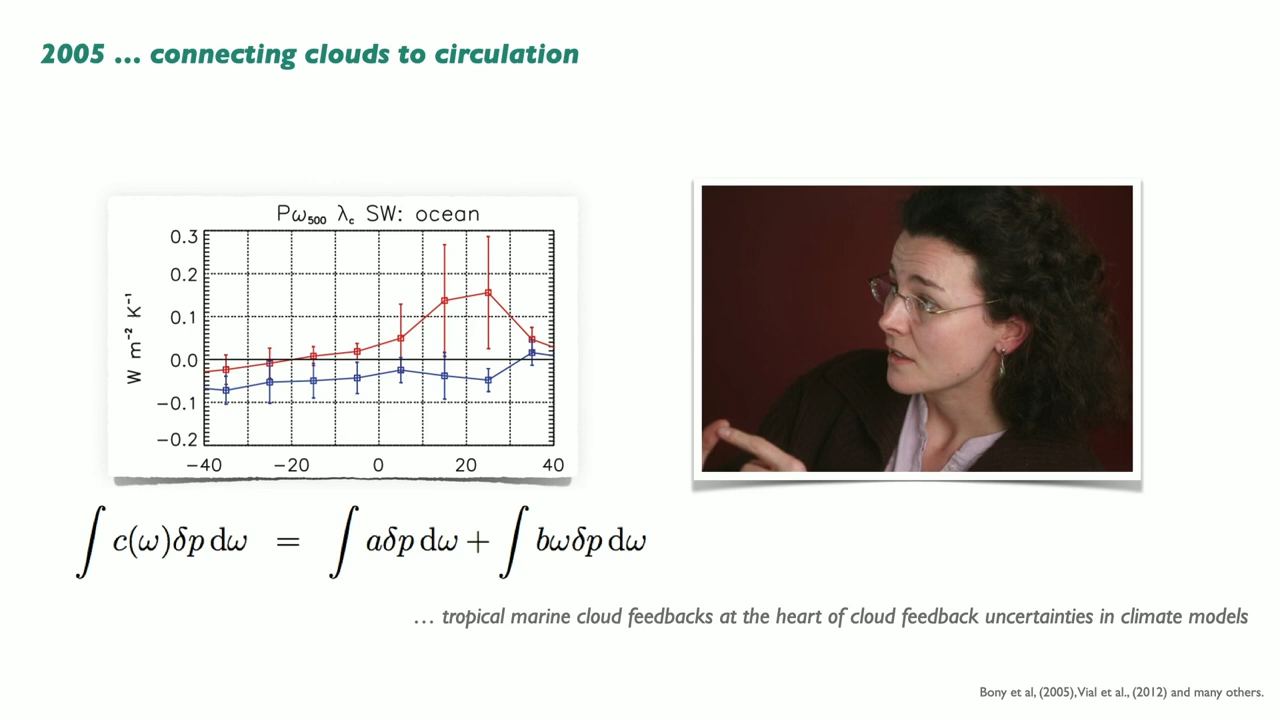 2005 ... connecting clouds to circulation
Pω₅₀₀ λ꜀ SW: ocean
W m⁻² K⁻¹
0.3
0.2
0.1
0.0
−0.1
−0.2
−40 −20 0 20 40
∫ c(ω)δp dω = ∫ aδp dω + ∫ bωδp dω
... tropical marine cloud feedbacks at the heart of cloud feedback uncertainties in climate models
Bony et al, (2005), Vial et al., (2012) and many others.